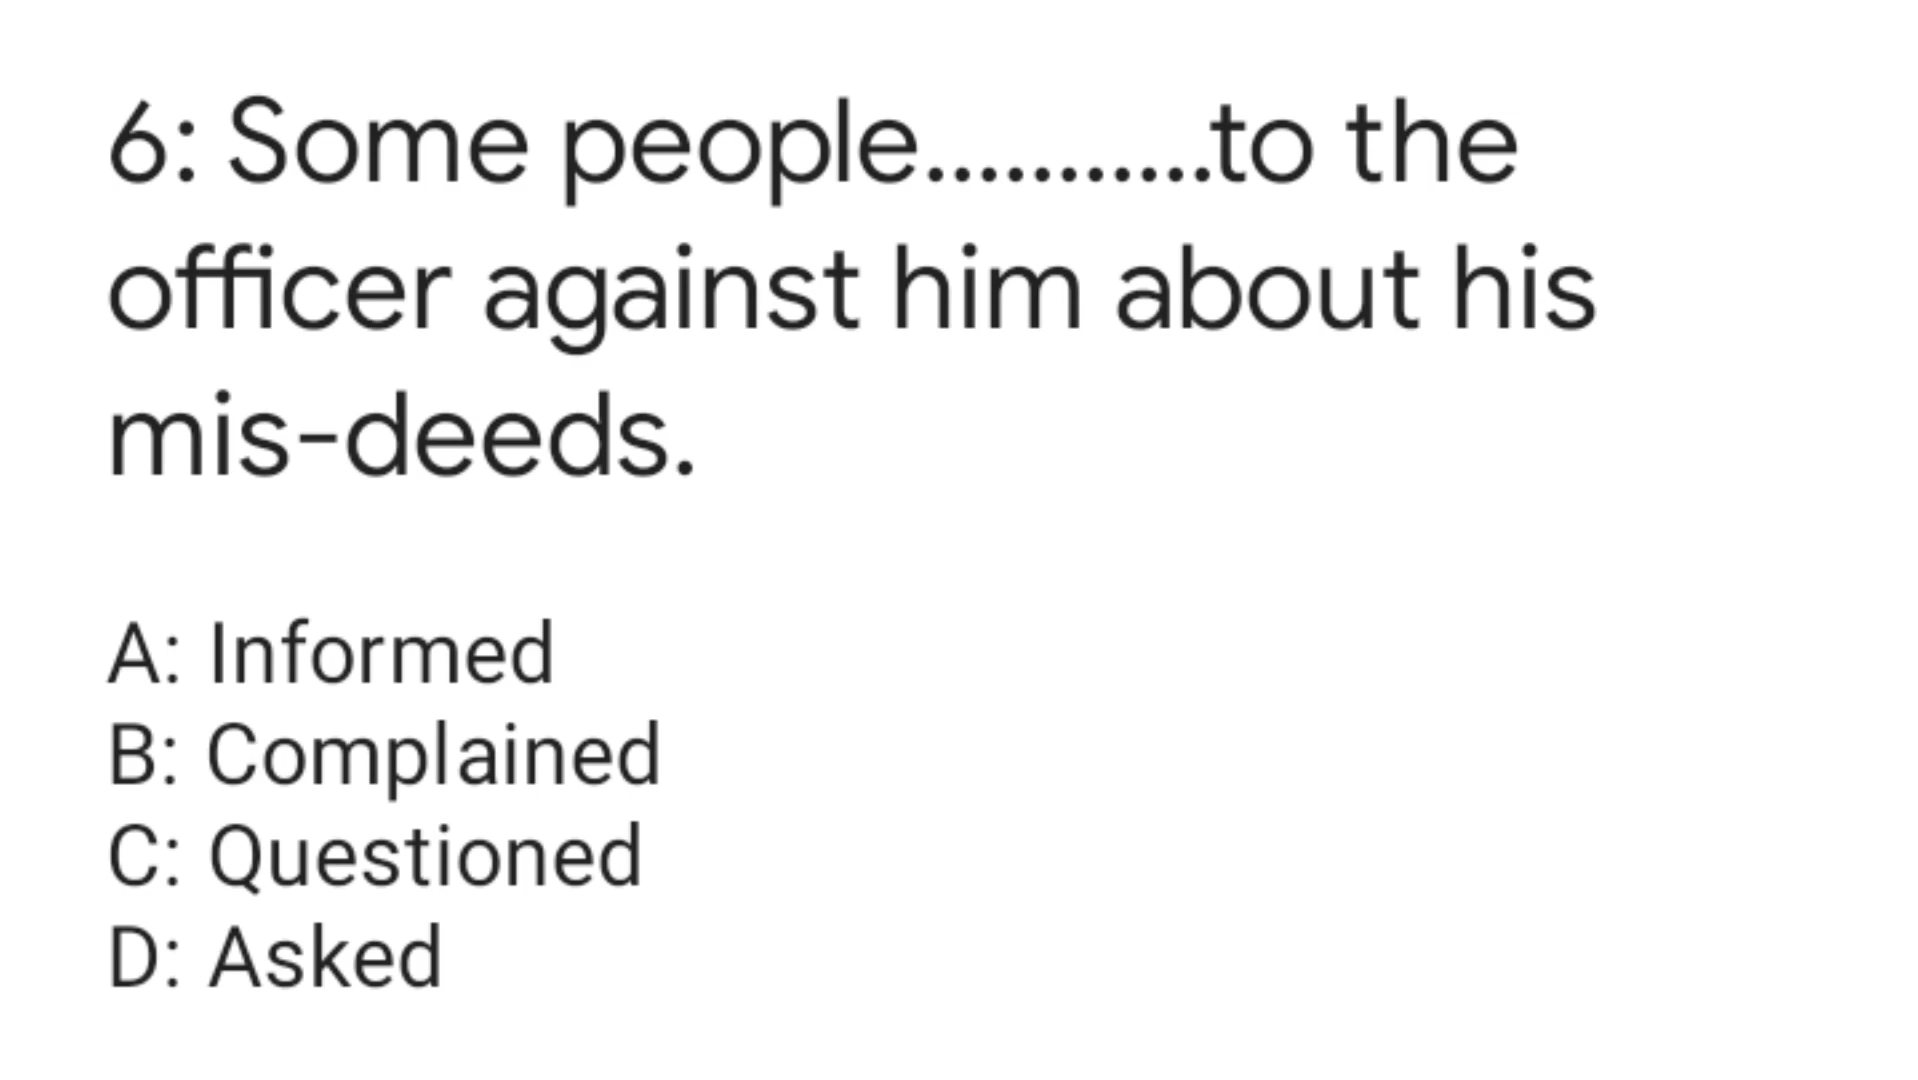 6: Some people...........to the
officer against him about his
mis-deeds.
A: Informed
B: Complained
C: Questioned
D: Asked